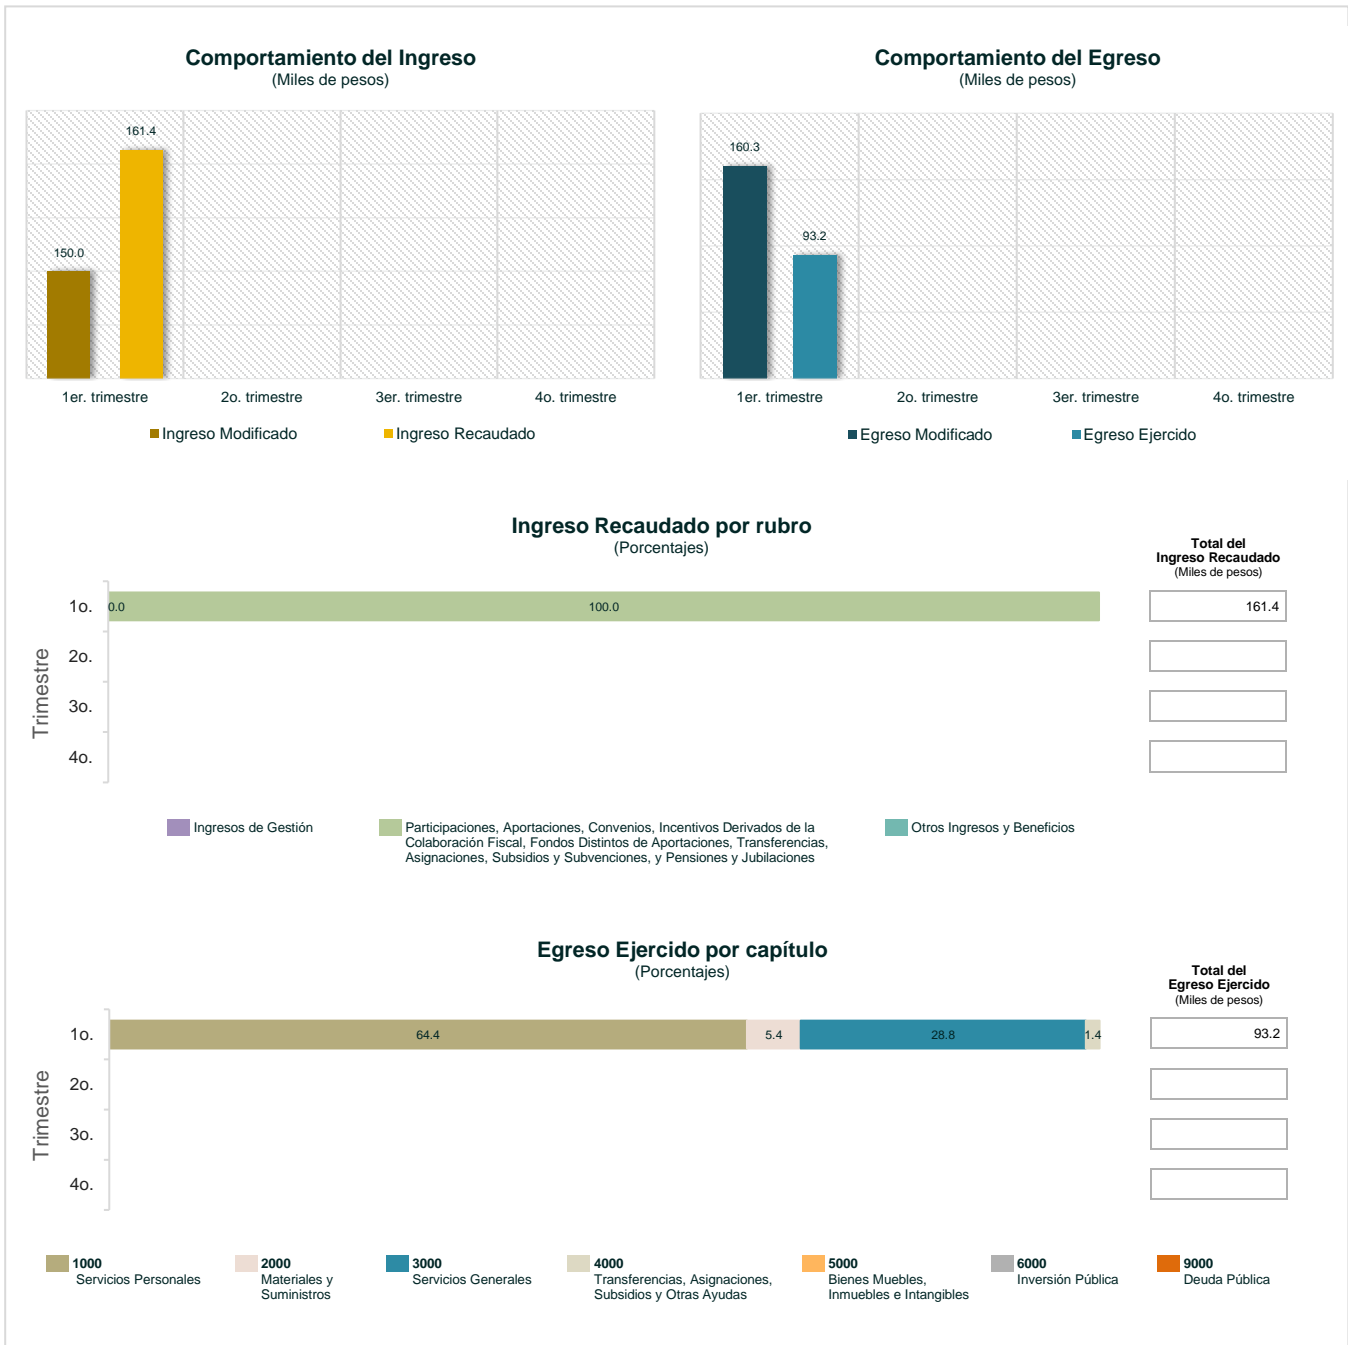 Comportamiento del Ingreso
(Miles de pesos)
161.4
150.0
1er. trimestre
2o. trimestre
3er. trimestre
4o. trimestre
Ingreso Modificado
Ingreso Recaudado
Comportamiento del Egreso
(Miles de pesos)
160.3
93.2
1er. trimestre
2o. trimestre
3er. trimestre
4o. trimestre
Egreso Modificado
Egreso Ejercido
Ingreso Recaudado por rubro
(Porcentajes)
Total del
Ingreso Recaudado
(Miles de pesos)
Trimestre
1o.
0.0
100.0
161.4
2o.
3o.
4o.
Ingresos de Gestión
Participaciones, Aportaciones, Convenios, Incentivos Derivados de la
Colaboración Fiscal, Fondos Distintos de Aportaciones, Transferencias,
Asignaciones, Subsidios y Subvenciones, y Pensiones y Jubilaciones
Otros Ingresos y Beneficios
Egreso Ejercido por capítulo
(Porcentajes)
Total del
Egreso Ejercido
(Miles de pesos)
Trimestre
1o.
64.4
5.4
28.8
1.4
93.2
2o.
3o.
4o.
1000
Servicios Personales
2000
Materiales y
Suministros
3000
Servicios Generales
4000
Transferencias, Asignaciones,
Subsidios y Otras Ayudas
5000
Bienes Muebles,
Inmuebles e Intangibles
6000
Inversión Pública
9000
Deuda Pública